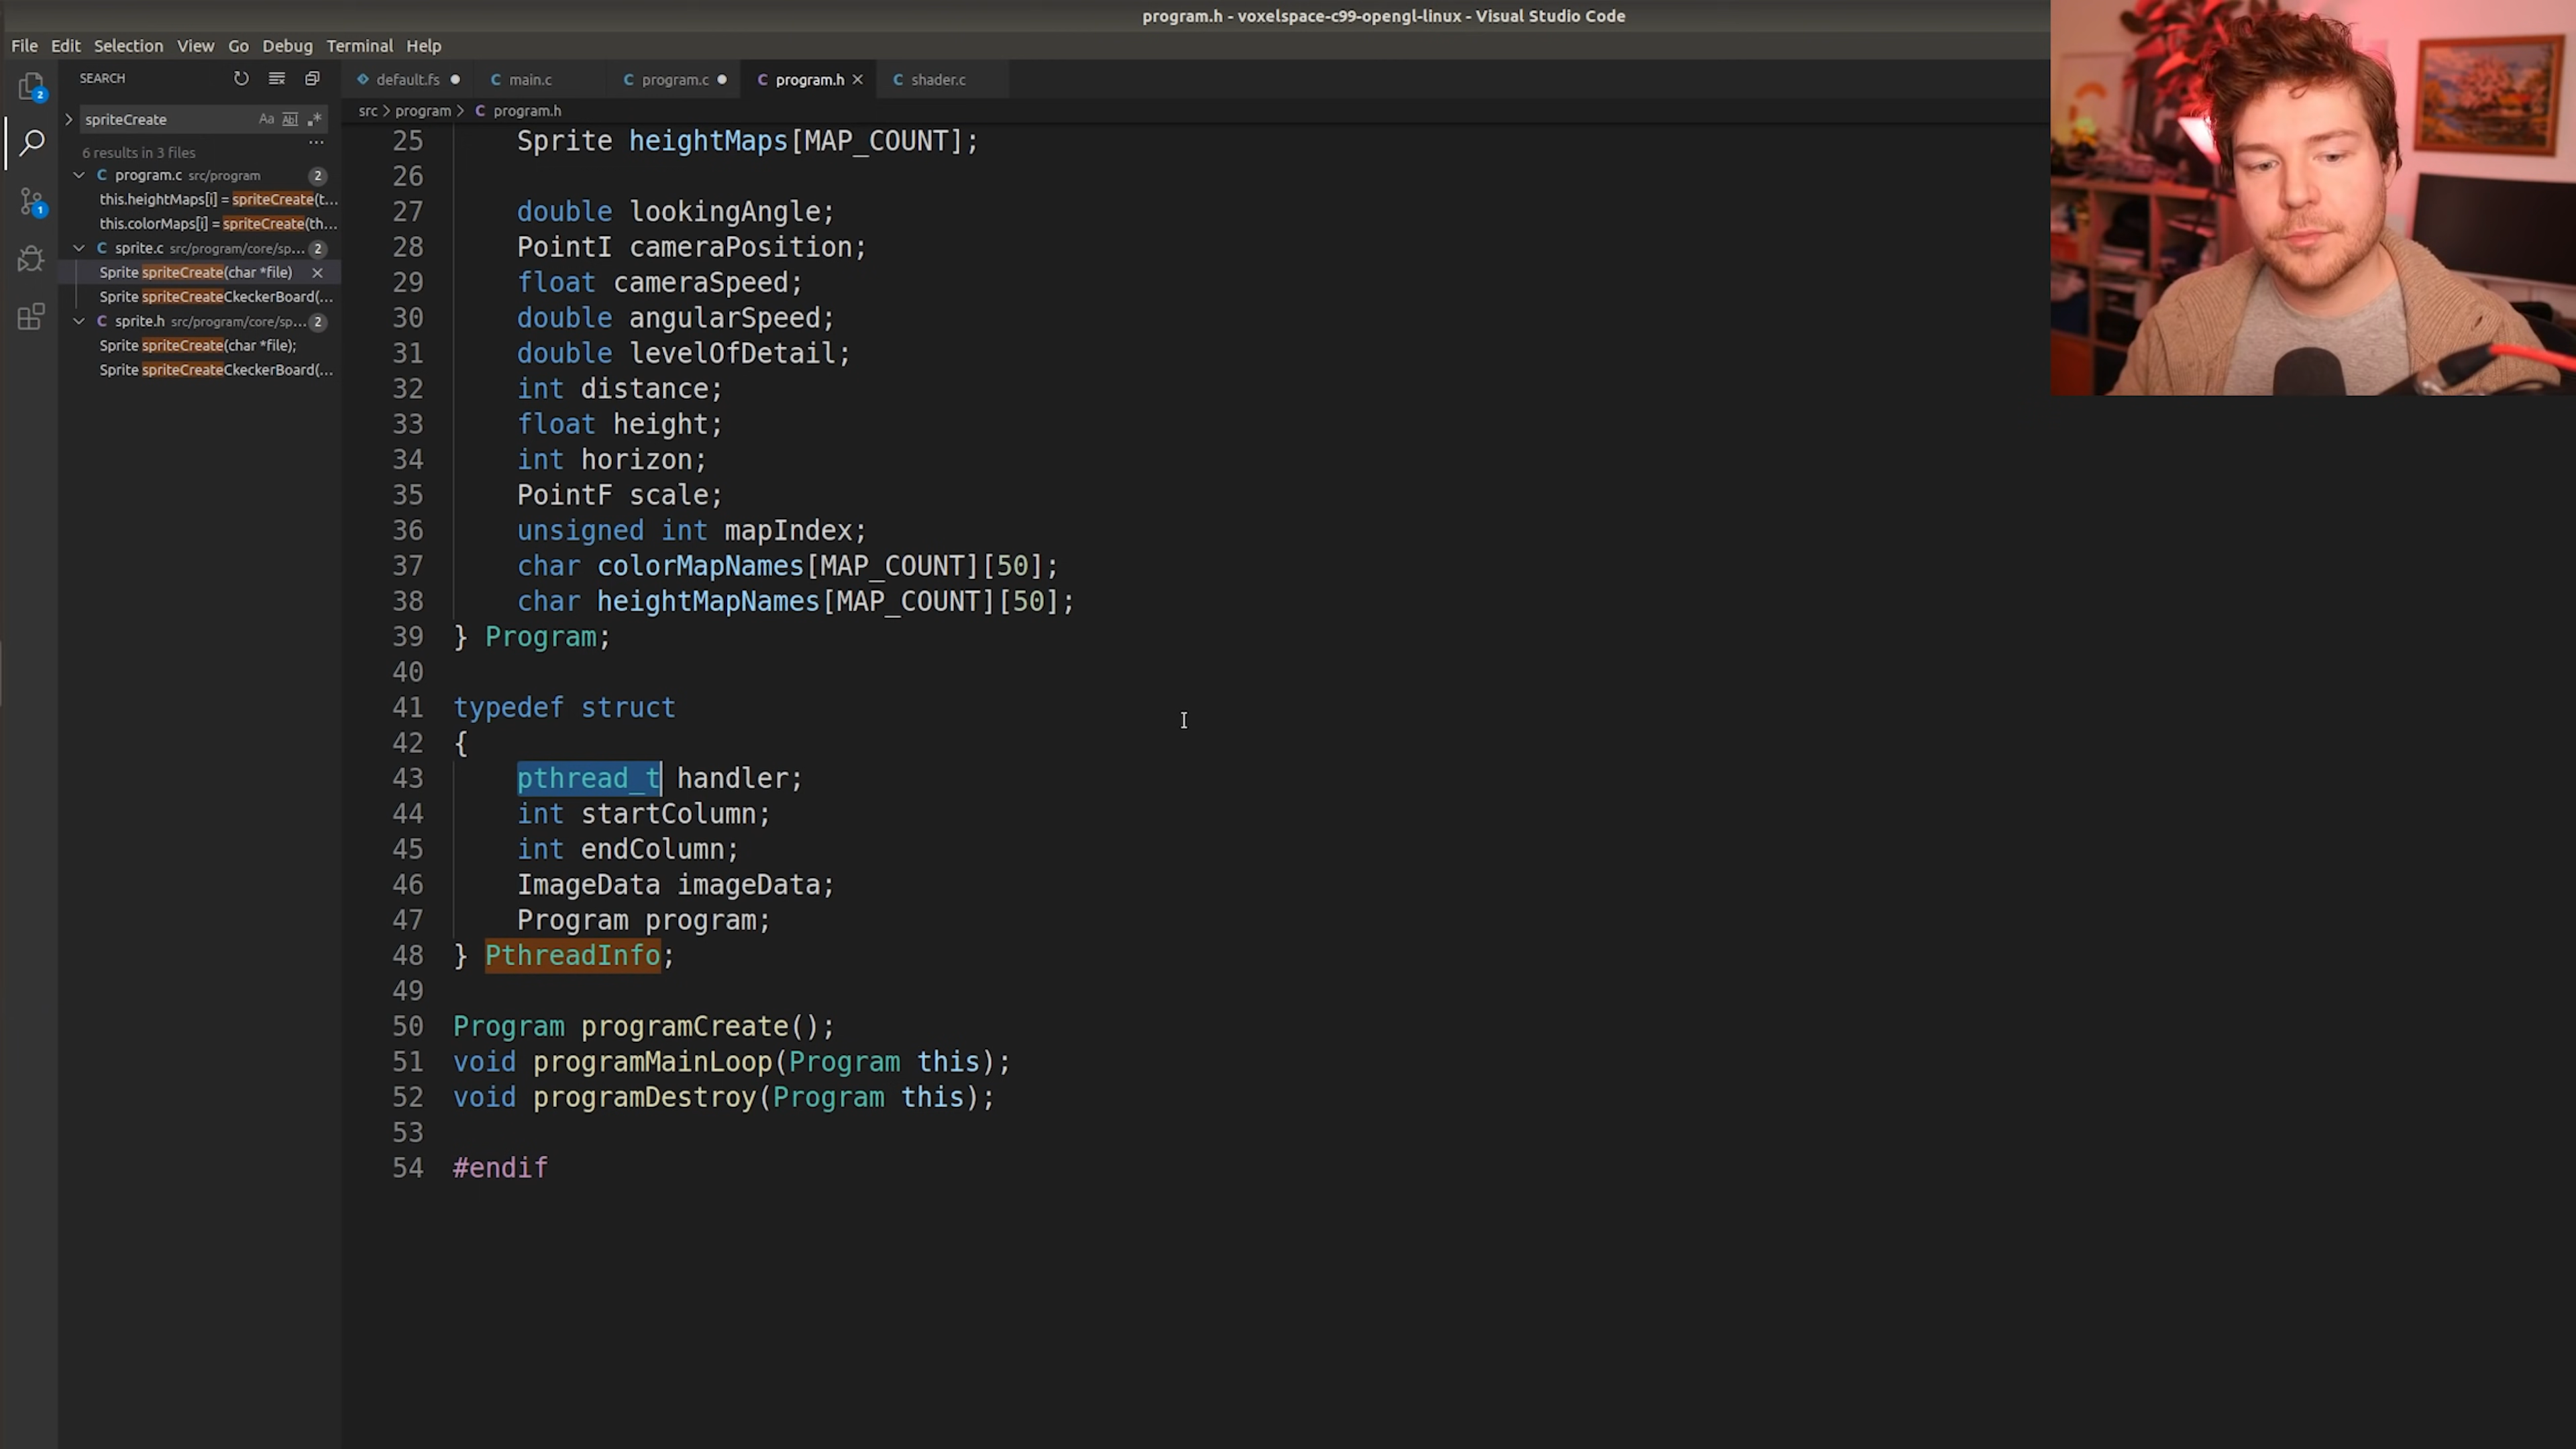 program.h - voxelspace-c99-opengl-linux - Visual Studio Code
File Edit Selection View Go Debug Terminal Help
SEARCH
default.fs main.c program.c program.h shader.c
src > program > C program.h
spriteCreate
6 results in 3 files
program.c src/program 2
this.heightMaps[i] = spriteCreate(t...
this.colorMaps[i] = spriteCreate(th...
sprite.c src/program/core/sp... 2
Sprite spriteCreate(char *file)
Sprite spriteCreateCkeckerBoard(...
sprite.h src/program/core/sp... 2
Sprite spriteCreate(char *file);
Sprite spriteCreateCkeckerBoard(...
2
1
25 Sprite heightMaps[MAP_COUNT];
26
27 double lookingAngle;
28 PointI cameraPosition;
29 float cameraSpeed;
30 double angularSpeed;
31 double levelOfDetail;
32 int distance;
33 float height;
34 int horizon;
35 PointF scale;
36 unsigned int mapIndex;
37 char colorMapNames[MAP_COUNT][50];
38 char heightMapNames[MAP_COUNT][50];
39 } Program;
40
41 typedef struct
42 {
43 pthread_t handler;
44 int startColumn;
45 int endColumn;
46 ImageData imageData;
47 Program program;
48 } PthreadInfo;
49
50 Program programCreate();
51 void programMainLoop(Program this);
52 void programDestroy(Program this);
53
54 #endif